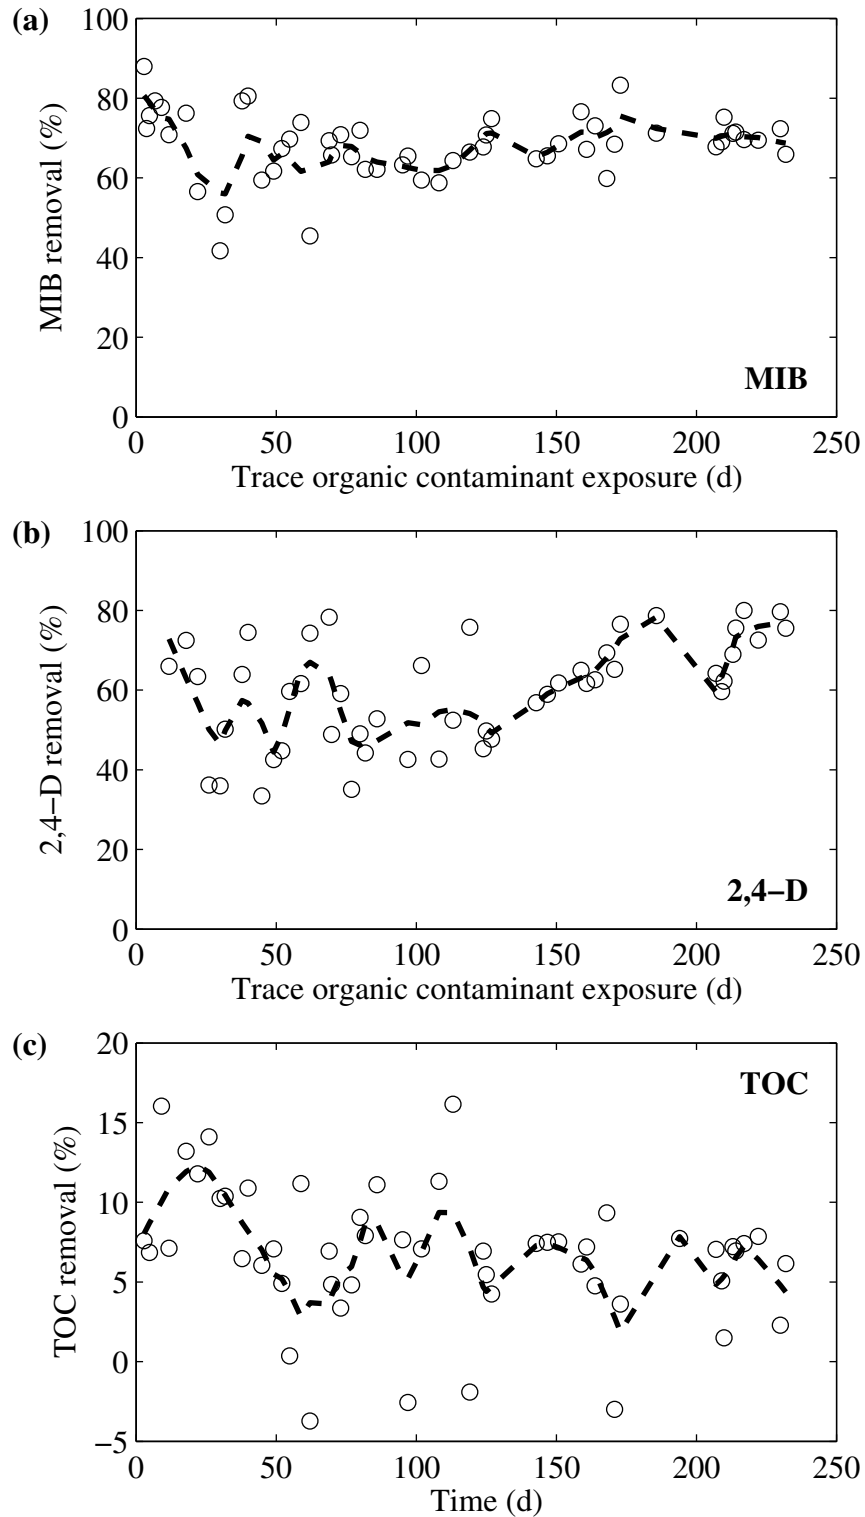 (a)
100
80
60
40
20
0
MIB removal (%)
MIB
0 50 100 150 200 250
Trace organic contaminant exposure (d)
(b)
100
80
60
40
20
0
2,4−D removal (%)
2,4−D
0 50 100 150 200 250
Trace organic contaminant exposure (d)
(c)
20
15
10
5
0
−5
TOC removal (%)
TOC
0 50 100 150 200 250
Time (d)